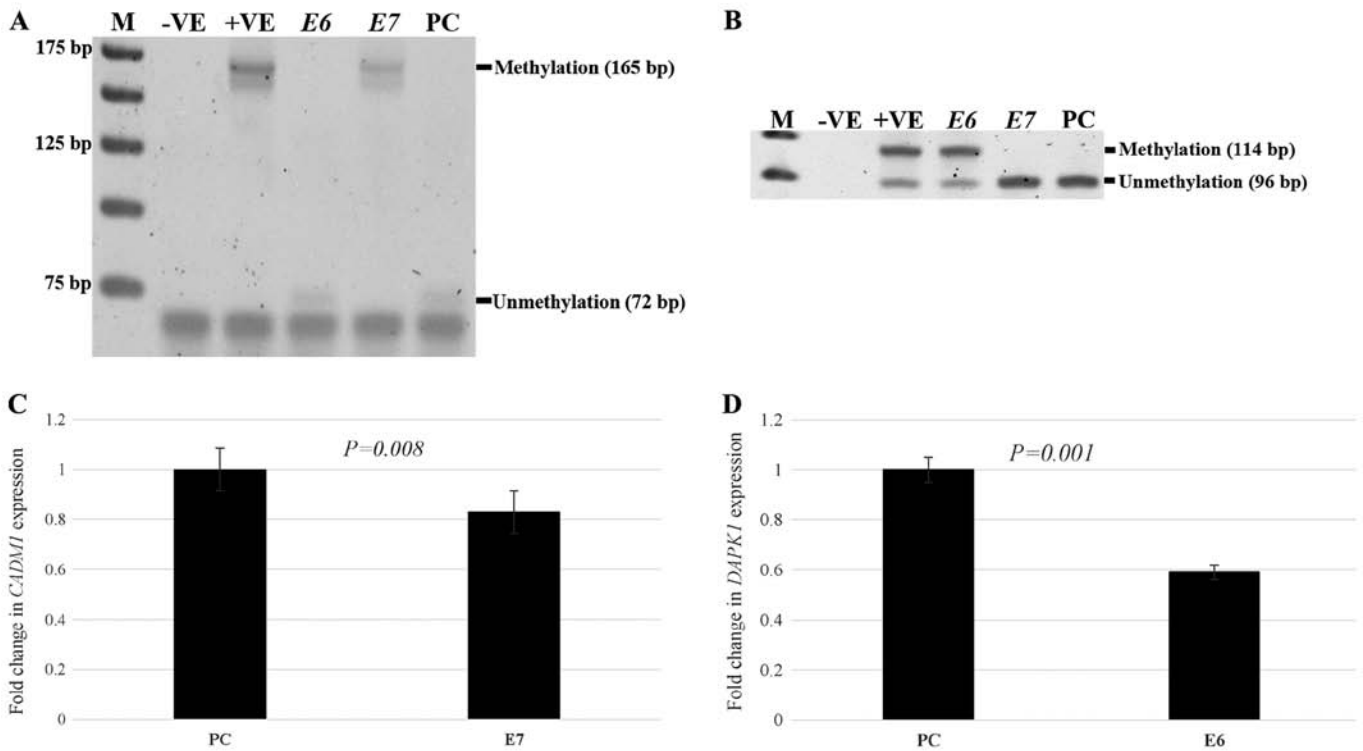 A
M -VE +VE E6 E7 PC
175 bp
Methylation (165 bp)
125 bp
75 bp
Unmethylation (72 bp)
B
M -VE +VE E6 E7 PC
Methylation (114 bp)
Unmethylation (96 bp)
C
Fold change in CADM1 expression
1.2
1
0.8
0.6
0.4
0.2
0
P=0.008
PC E7
D
Fold change in DAPK1 expression
1.2
1
0.8
0.6
0.4
0.2
0
P=0.001
PC E6